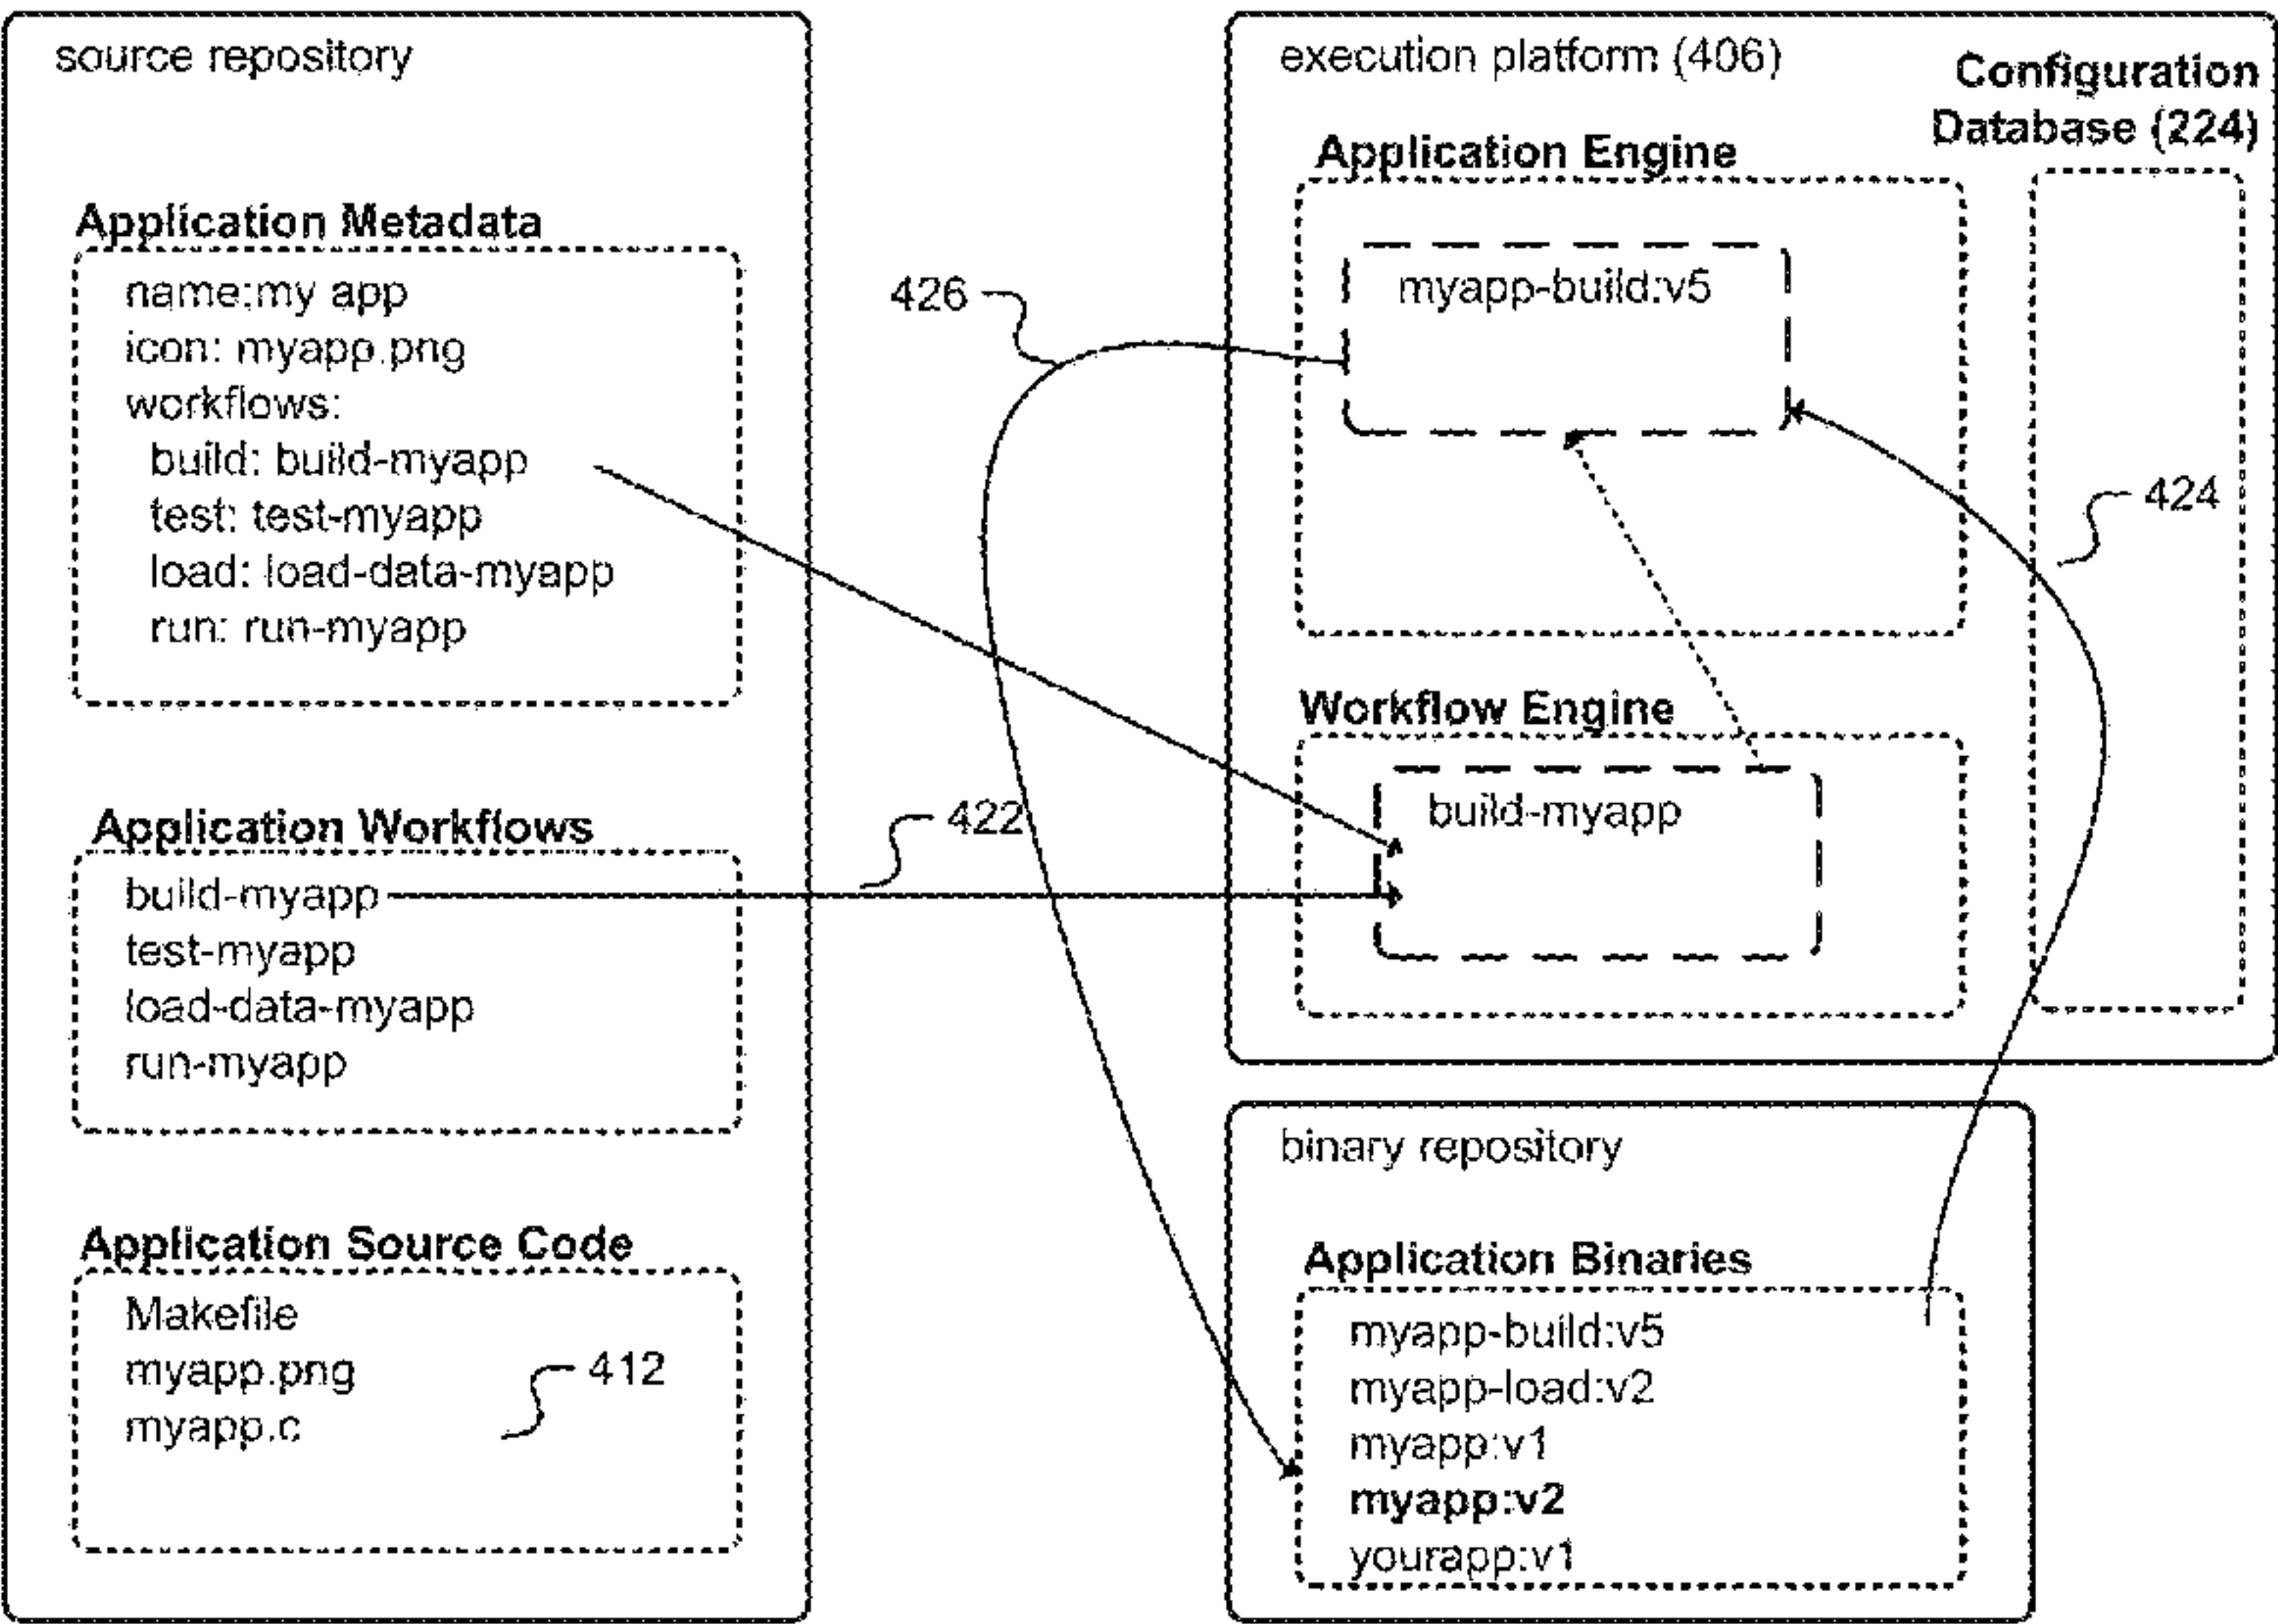 source repository
Application Metadata
name:my app
icon: myapp.png
workflows:
build: build-myapp
test: test-myapp
load: load-data-myapp
run: run-myapp
Application Workflows
build-myapp
test-myapp
load-data-myapp
run-myapp
Application Source Code
Makefile
myapp.png
myapp.c
412
422
426
execution platform (406)
Configuration
Database (224)
Application Engine
myapp-build:v5
424
Workflow Engine
build-myapp
binary repository
Application Binaries
myapp-build:v5
myapp-load:v2
myapp:v1
myapp:v2
yourapp:v1